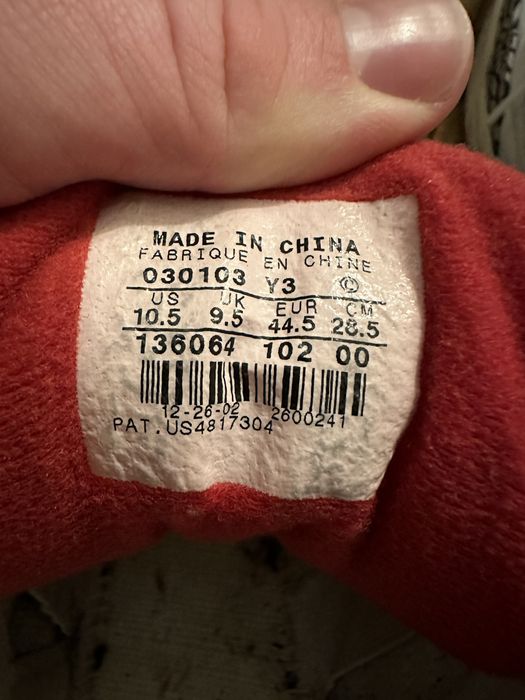 MADE IN CHINA
FABRIQUE EN CHINE
030103 Y3 ©
US UK EUR CM
10.5 9.5 44.5 28.5
136064 102 00
12-26-02 2600241
PAT.US4817304